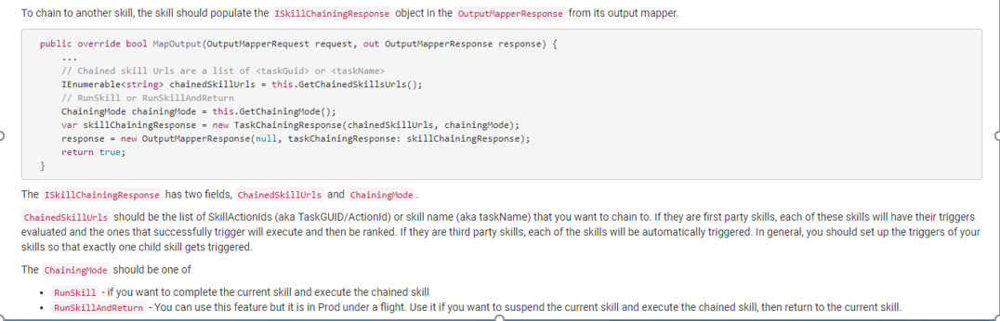 To chain to another skill, the skill should populate the ISkillChainingResponse object in the OutputMapperResponse from its output mapper.
public override bool MapOutput(OutputMapperRequest request, out OutputMapperResponse response) {
...
// Chained skill Urls are a list of <taskGuid> or <taskName>
IEnumerable<string> chainedSkillUrls = this.GetChainedSkillsUrls();
// RunSkill or RunSkillAndReturn
ChainingMode chainingMode = this.GetChainingMode();
var skillChainingResponse = new TaskChainingResponse(chainedSkillUrls, chainingMode);
response = new OutputMapperResponse(null, taskChainingResponse: skillChainingResponse);
return true;
}
The ISkillChainingResponse has two fields, ChainedSkillUrls and ChainingMode.
ChainedSkillUrls should be the list of SkillActionIds (aka TaskGUID/ActionId) or skill name (aka taskName) that you want to chain to. If they are first party skills, each of these skills will have their triggers
evaluated and the ones that successfully trigger will execute and then be ranked. If they are third party skills, each of the skills will be automatically triggered. In general, you should set up the triggers of your
skills so that exactly one child skill gets triggered.
The ChainingMode should be one of
• RunSkill - if you want to complete the current skill and execute the chained skill
• RunSkillAndReturn - You can use this feature but it is in Prod under a flight. Use it if you want to suspend the current skill and execute the chained skill, then return to the current skill.